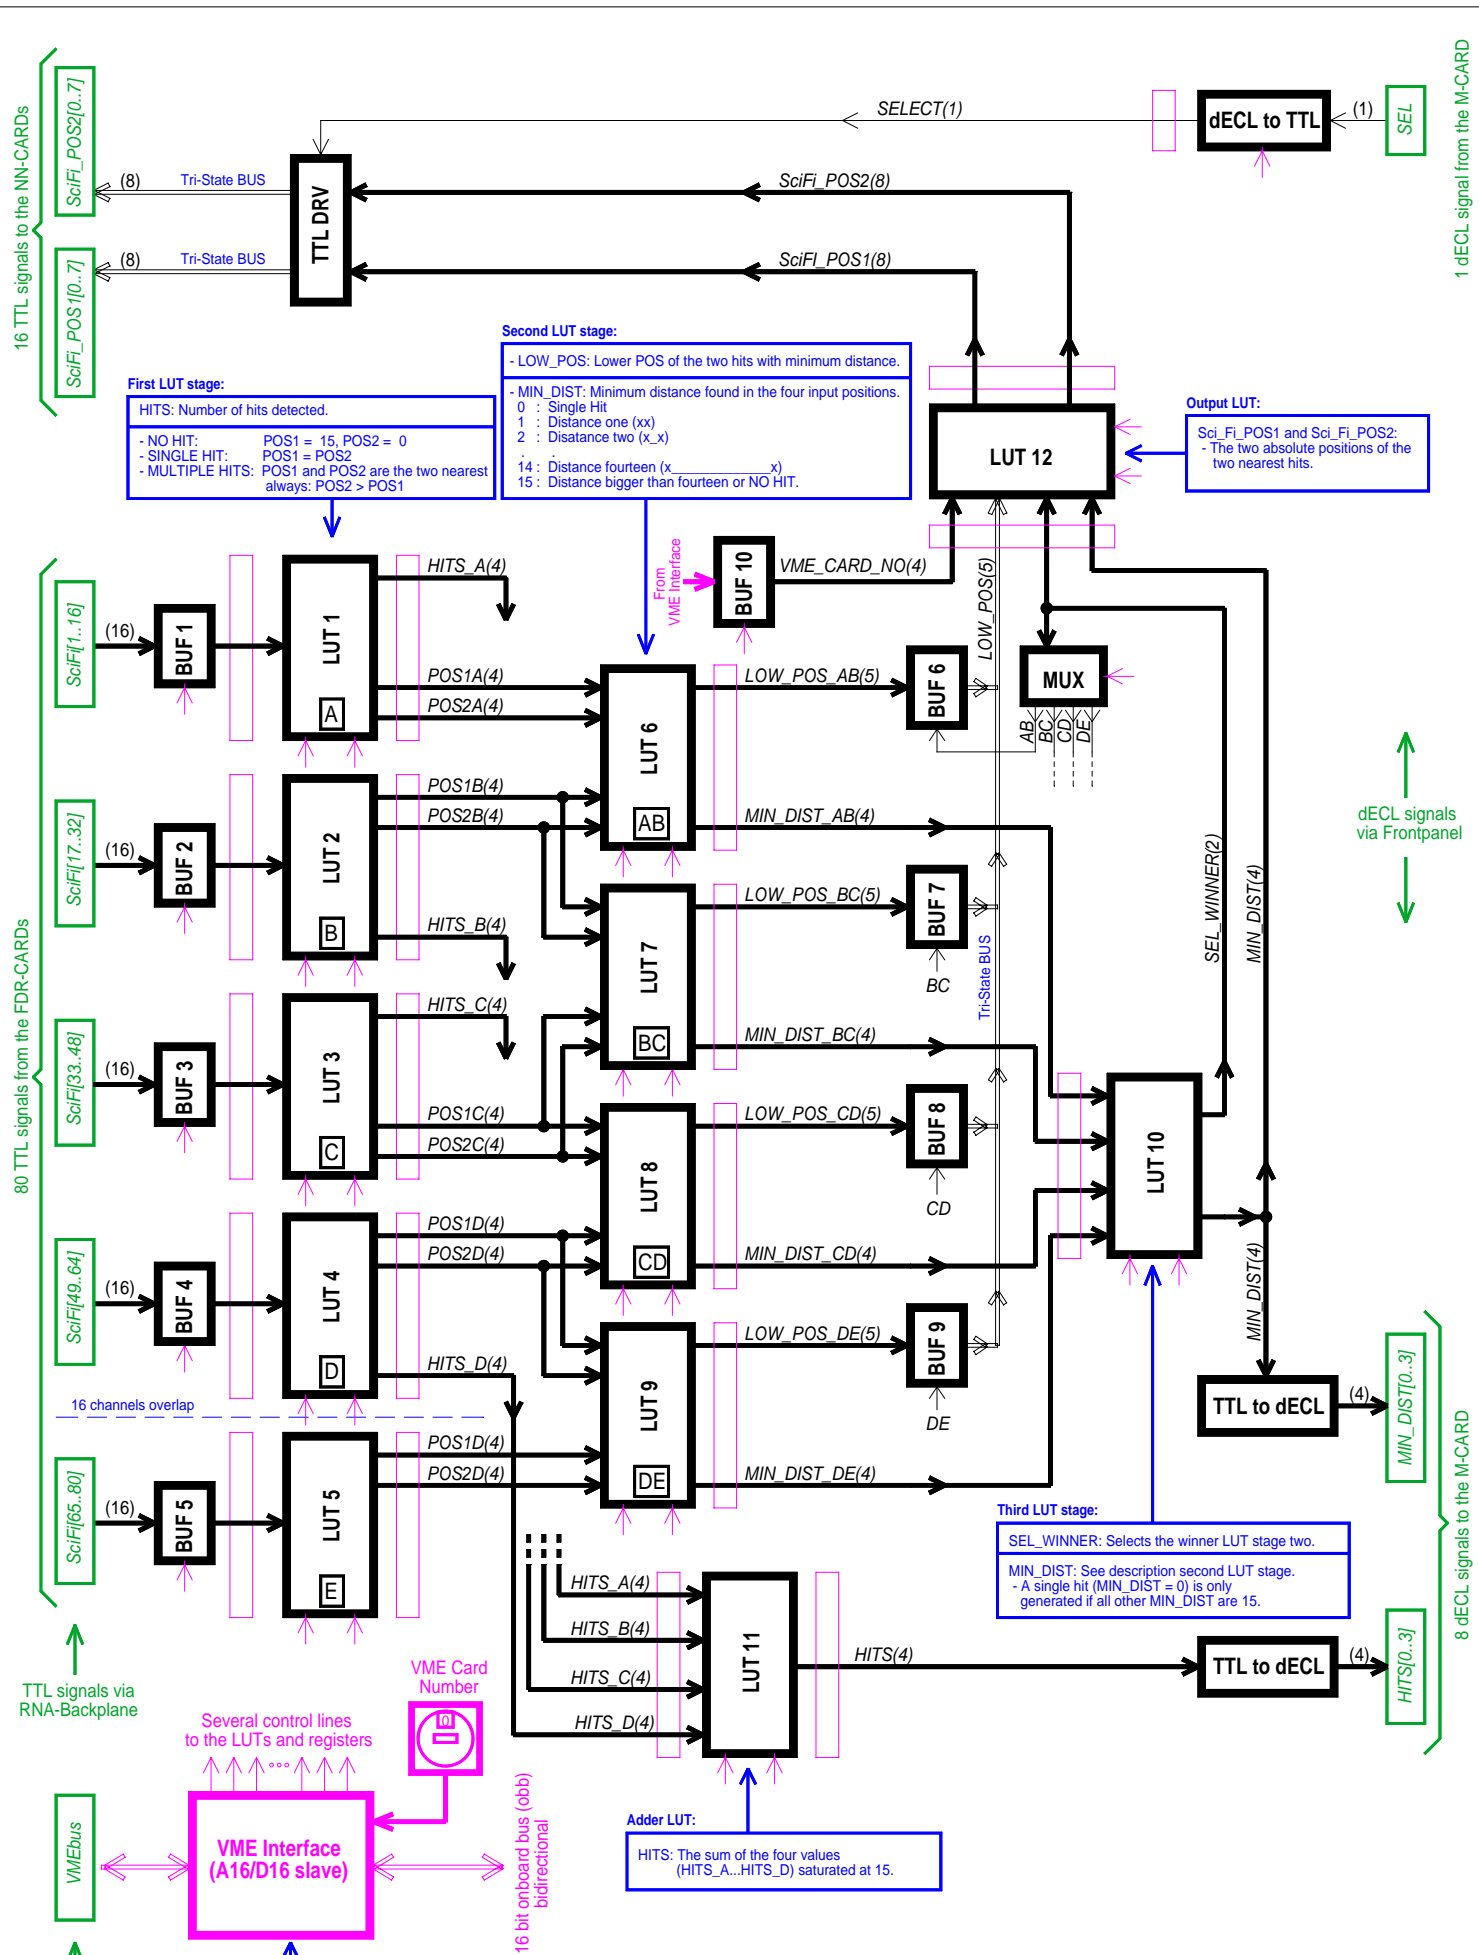 16 TTL signals to the NN-CARDs
SciFi_POS2[0..7]
SciFi_POS1[0..7]
(8)
Tri-State BUS
(8)
Tri-State BUS
TTL DRV
SELECT(1)
SciFi_POS2(8)
SciFI_POS1(8)
dECL to TTL
(1)
SEL
1 dECL signal from the M-CARD
First LUT stage:
HITS: Number of hits detected.
- NO HIT: POS1 = 15, POS2 = 0
- SINGLE HIT: POS1 = POS2
- MULTIPLE HITS: POS1 and POS2 are the two nearest
always: POS2 > POS1
Second LUT stage:
- LOW_POS: Lower POS of the two hits with minimum distance.
- MIN_DIST: Minimum distance found in the four input positions.
0 : Single Hit
1 : Distance one (xx)
2 : Disatance two (x_x)
. .
14 : Distance fourteen (x_____________x)
15 : Distance bigger than fourteen or NO HIT.
LUT 12
Output LUT:
Sci_Fi_POS1 and Sci_Fi_POS2:
- The two absolute positions of the
two nearest hits.
80 TTL signals from the FDR-CARDs
SciFi[1..16]
(16)
BUF 1
LUT 1
A
HITS_A(4)
POS1A(4)
POS2A(4)
SciFi[17..32]
(16)
BUF 2
LUT 2
B
POS1B(4)
POS2B(4)
HITS_B(4)
SciFi[33..48]
(16)
BUF 3
LUT 3
C
HITS_C(4)
POS1C(4)
POS2C(4)
SciFi[49..64]
(16)
BUF 4
LUT 4
D
POS1D(4)
POS2D(4)
HITS_D(4)
16 channels overlap
SciFi[65..80]
(16)
BUF 5
LUT 5
E
POS1D(4)
POS2D(4)
From
VME Interface
BUF 10
VME_CARD_NO(4)
LOW_POS(5)
LUT 6
AB
LOW_POS_AB(5)
BUF 6
MIN_DIST_AB(4)
MUX
AB
BC
CD
DE
LUT 7
BC
LOW_POS_BC(5)
BUF 7
BC
MIN_DIST_BC(4)
Tri-State BUS
LUT 8
CD
LOW_POS_CD(5)
BUF 8
CD
MIN_DIST_CD(4)
LUT 9
DE
LOW_POS_DE(5)
BUF 9
DE
MIN_DIST_DE(4)
SEL_WINNER(2)
MIN_DIST(4)
LUT 10
MIN_DIST(4)
dECL signals
via Frontpanel
TTL to dECL
(4)
MIN_DIST[0..3]
Third LUT stage:
SEL_WINNER: Selects the winner LUT stage two.
MIN_DIST: See description second LUT stage.
- A single hit (MIN_DIST = 0) is only
generated if all other MIN_DIST are 15.
HITS_A(4)
HITS_B(4)
HITS_C(4)
HITS_D(4)
LUT 11
HITS(4)
TTL to dECL
(4)
HITS[0..3]
8 dECL signals to the M-CARD
Adder LUT:
HITS: The sum of the four values
(HITS_A...HITS_D) saturated at 15.
TTL signals via
RNA-Backplane
Several control lines
to the LUTs and registers
VME Card
Number
0
VMEbus
VME Interface
(A16/D16 slave)
16 bit onboard bus (obb)
bidirectional